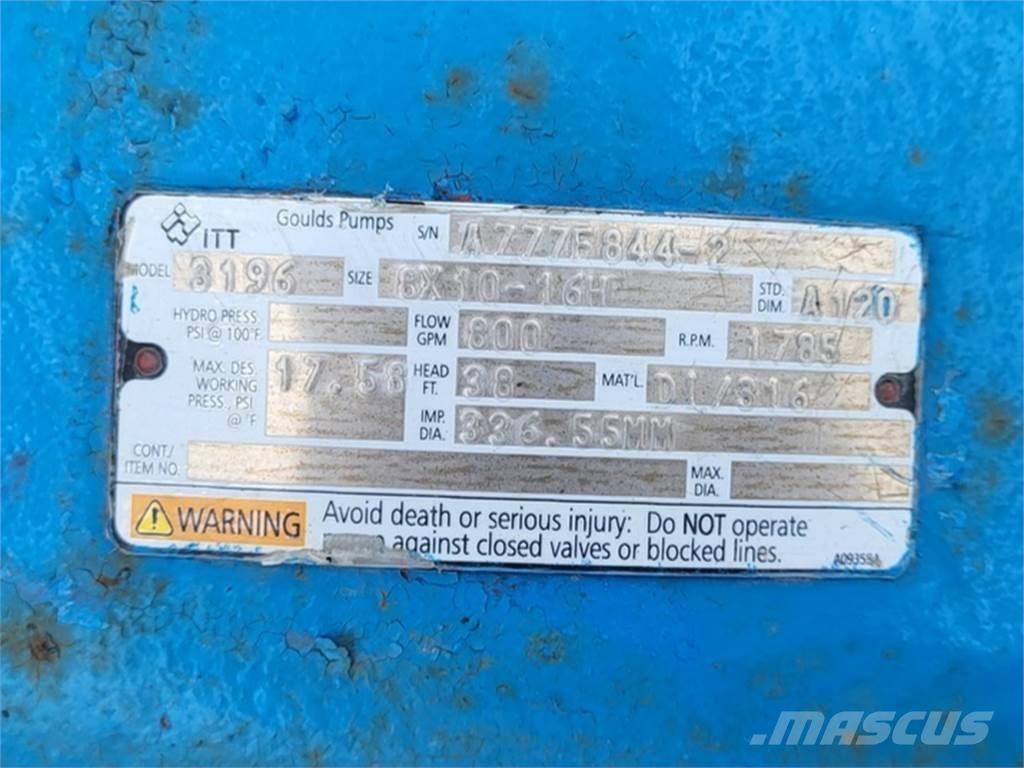 ITT Goulds Pumps S/N A777E844-2
MODEL 3196 SIZE 8X10-16H STD. DIM. A120
HYDRO PRESS. PSI @ 100°F FLOW GPM 600 R.P.M. 1785
MAX. DES. WORKING PRESS., PSI @ °F 17.58 HEAD FT. 38 MAT'L. DI/316
IMP. DIA. 336.55MM
CONT./ ITEM NO. MAX. DIA.
WARNING Avoid death or serious injury: Do NOT operate
against closed valves or blocked lines.
A09355A
MASCUS